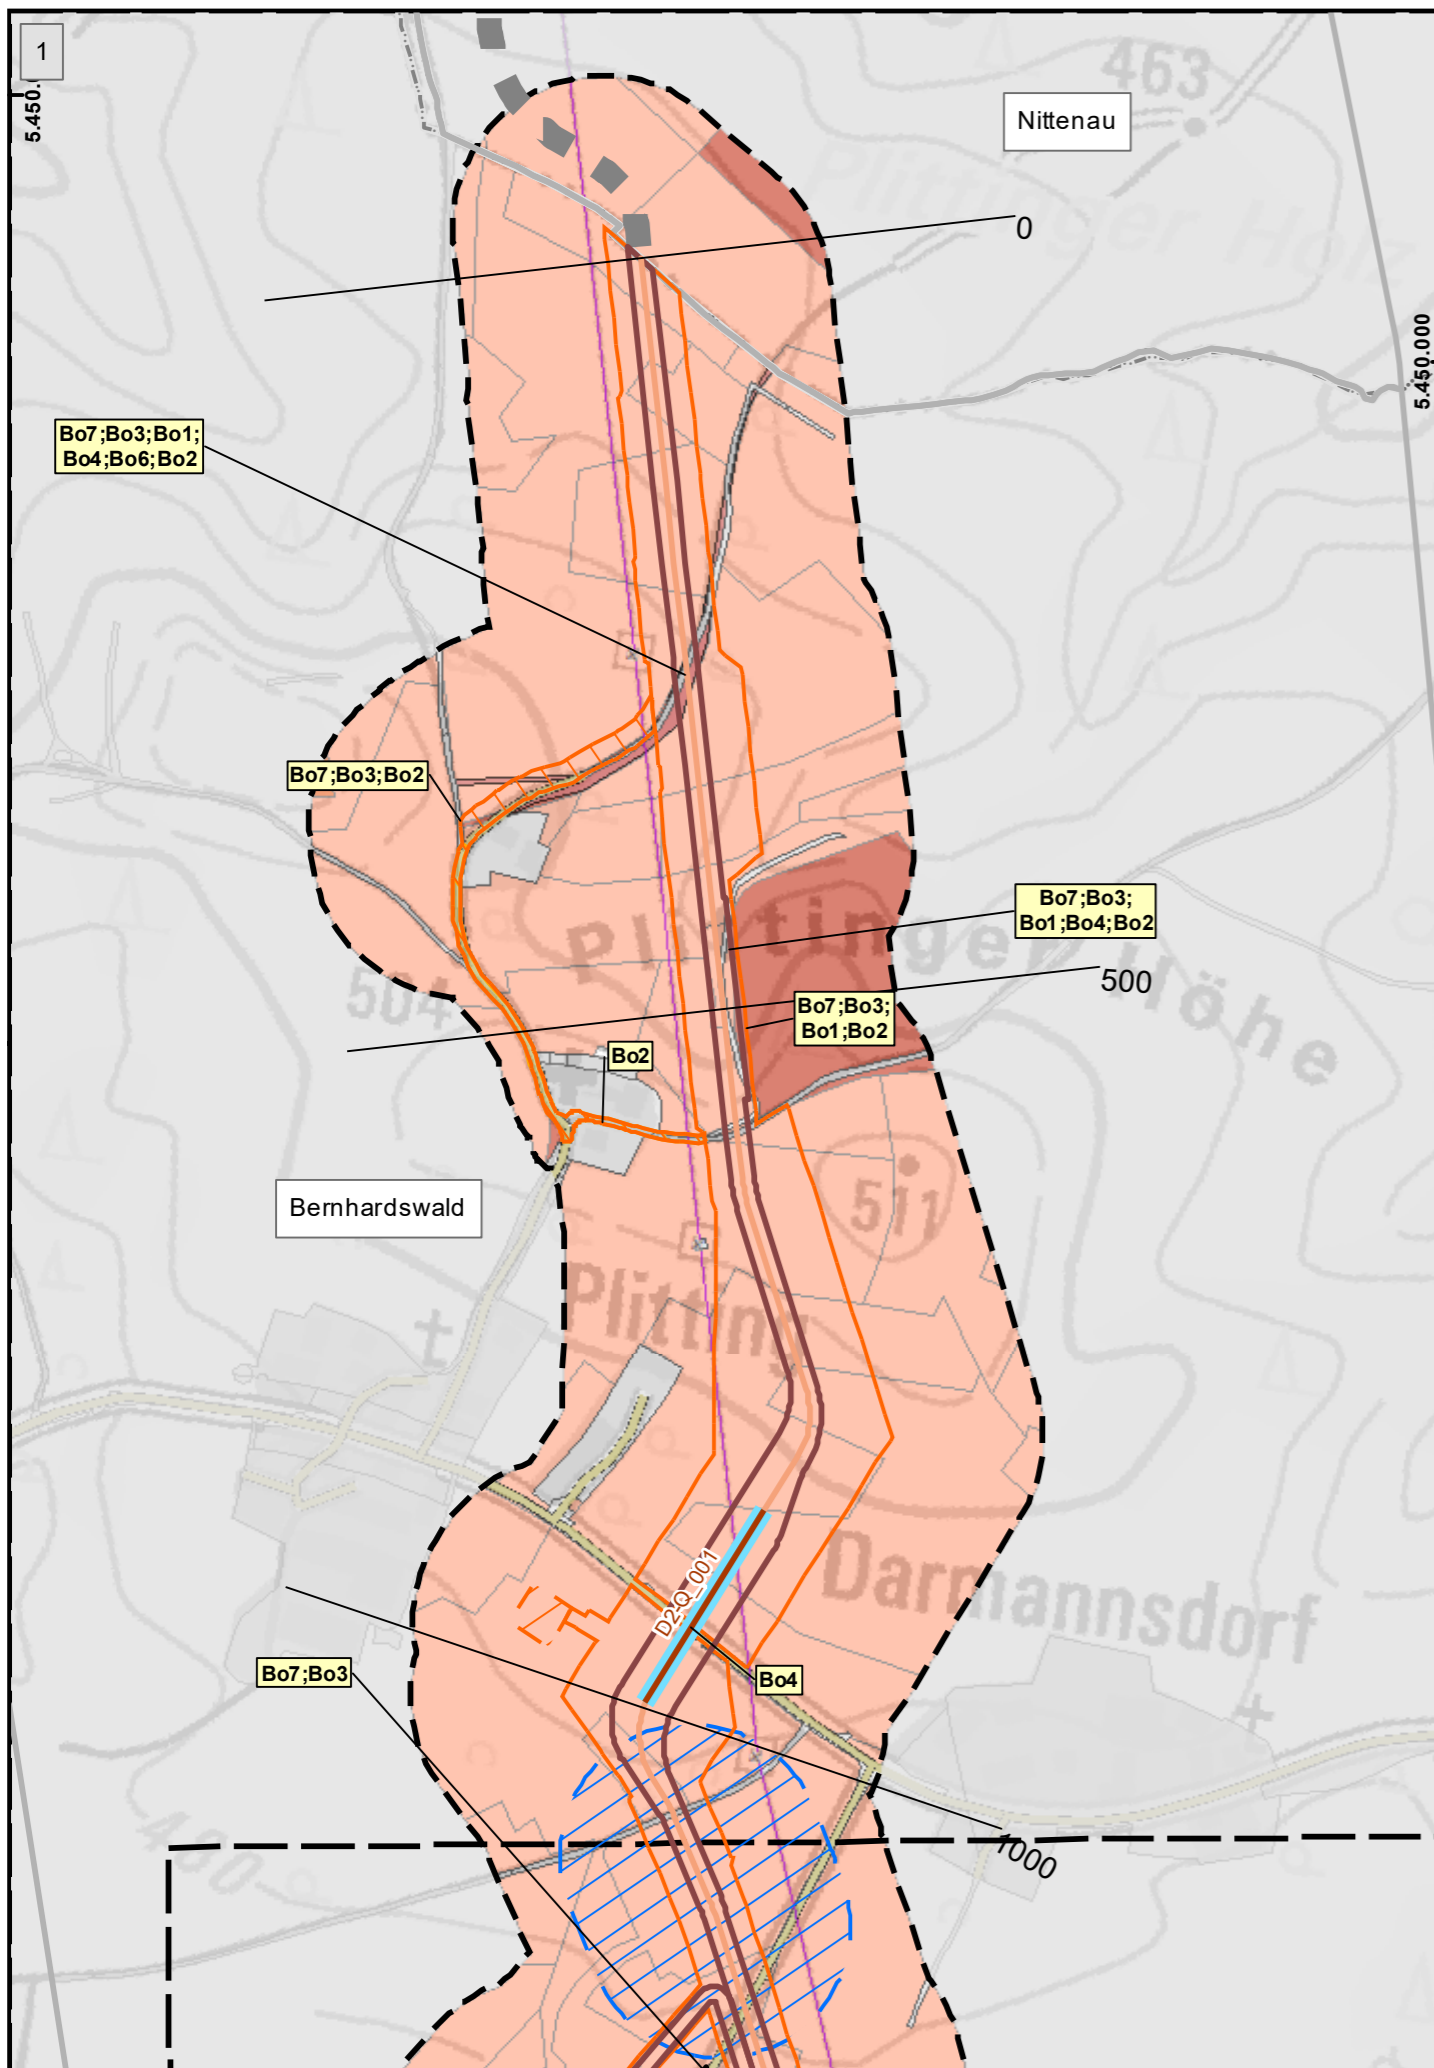 1
5.450.
463
Nittenau
Plittinger Holz
0
5.450.000
Bo7;Bo3;Bo1;
Bo4;Bo6;Bo2
Bo7;Bo3;Bo2
Bo7;Bo3;
Bo1;Bo4;Bo2
Plittinger Höhe
504
500
Bo7;Bo3;
Bo1;Bo2
Bo2
511
Bernhardswald
Plitting
D2-Q_001
Darmannsdorf
Bo7;Bo3
Bo4
480
1000